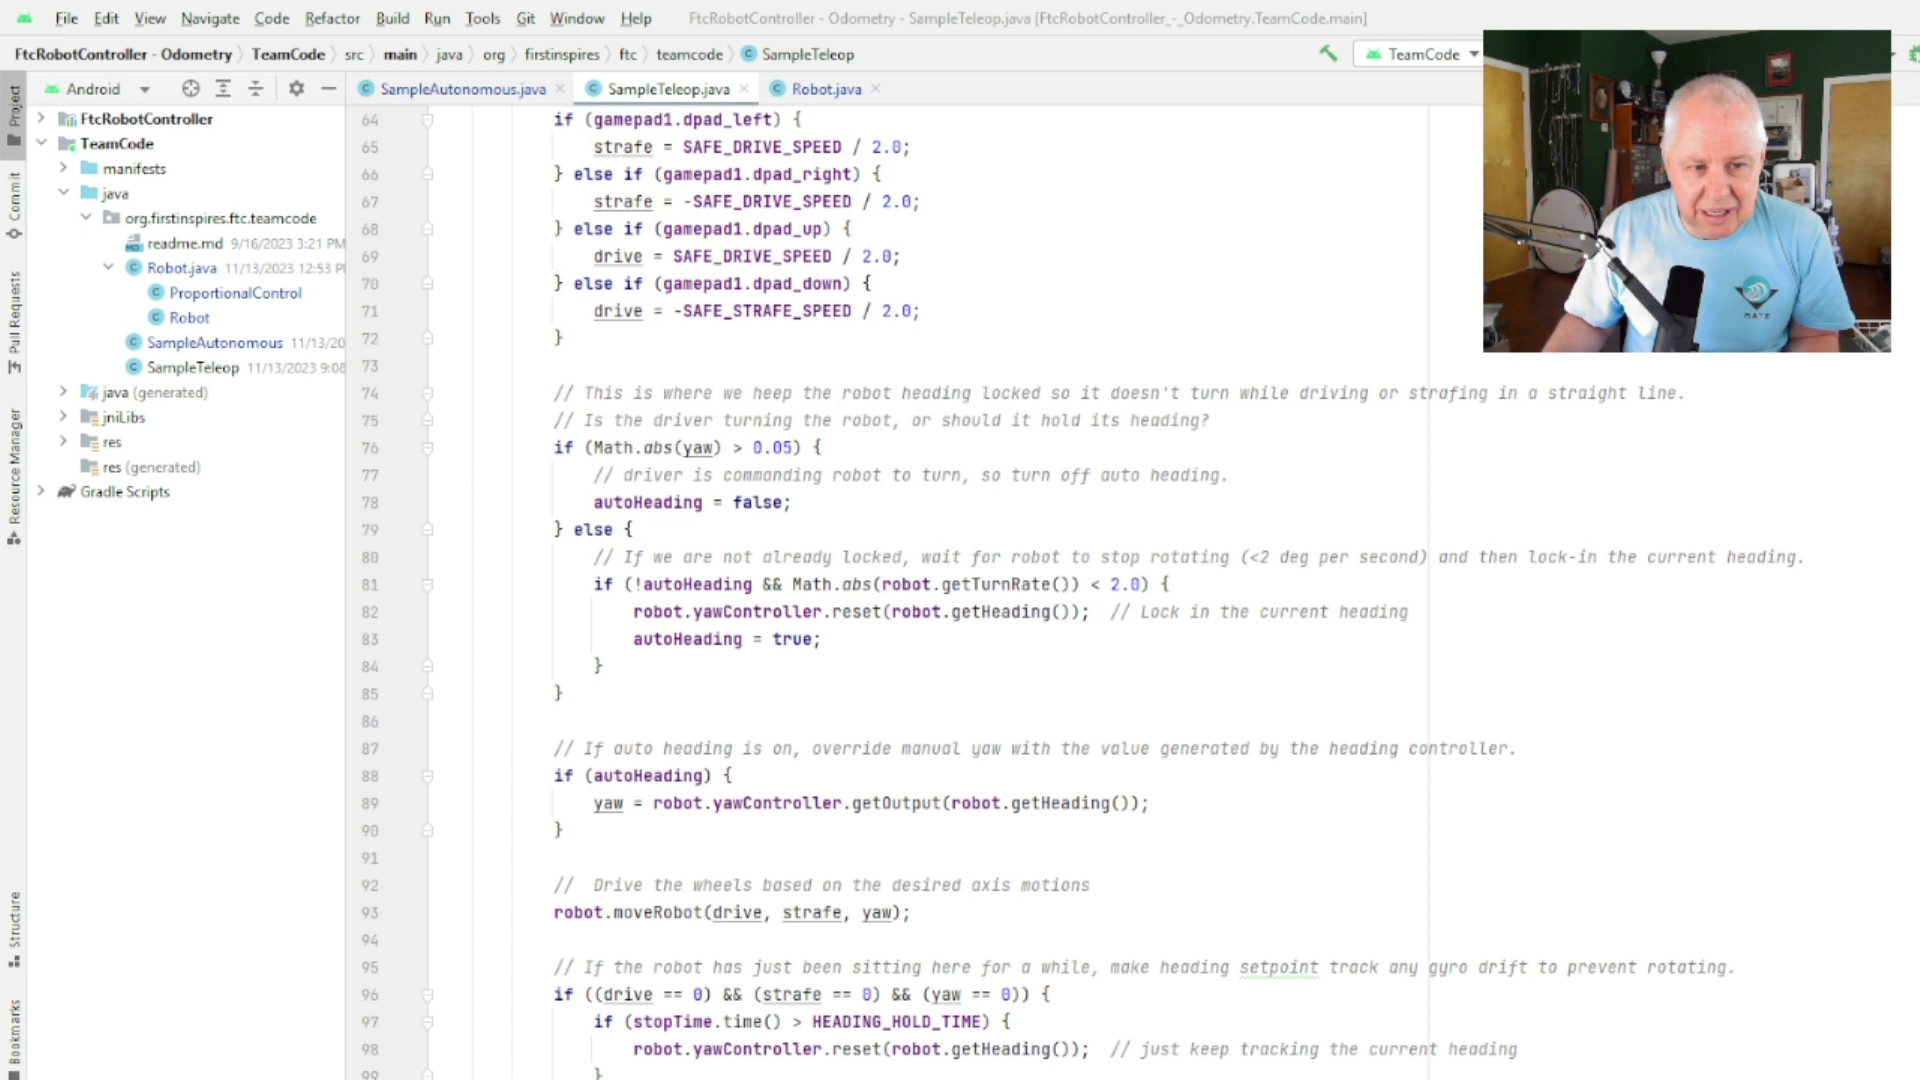 File Edit View Navigate Code Refactor Build Run Tools Git Window Help FtcRobotController - Odometry - SampleTeleop.java [FtcRobotController_-_Odometry.TeamCode.main]
FtcRobotController - Odometry TeamCode src main java org firstinspires ftc teamcode SampleTeleop TeamCode
Project
Commit
Pull Requests
Resource Manager
Structure
Bookmarks
Android
FtcRobotController
TeamCode
manifests
java
org.firstinspires.ftc.teamcode
readme.md 9/16/2023 3:21 PM
Robot.java 11/13/2023 12:53 P
ProportionalControl
Robot
SampleAutonomous 11/13/20
SampleTeleop 11/13/2023 9:08
java (generated)
jniLibs
res
res (generated)
Gradle Scripts
SampleAutonomous.java SampleTeleop.java Robot.java
64 if (gamepad1.dpad_left) {
65 strafe = SAFE_DRIVE_SPEED / 2.0;
66 } else if (gamepad1.dpad_right) {
67 strafe = -SAFE_DRIVE_SPEED / 2.0;
68 } else if (gamepad1.dpad_up) {
69 drive = SAFE_DRIVE_SPEED / 2.0;
70 } else if (gamepad1.dpad_down) {
71 drive = -SAFE_STRAFE_SPEED / 2.0;
72 }
73
74 // This is where we heep the robot heading locked so it doesn't turn while driving or strafing in a straight line.
75 // Is the driver turning the robot, or should it hold its heading?
76 if (Math.abs(yaw) > 0.05) {
77 // driver is commanding robot to turn, so turn off auto heading.
78 autoHeading = false;
79 } else {
80 // If we are not already locked, wait for robot to stop rotating (<2 deg per second) and then lock-in the current heading.
81 if (!autoHeading && Math.abs(robot.getTurnRate()) < 2.0) {
82 robot.yawController.reset(robot.getHeading()); // Lock in the current heading
83 autoHeading = true;
84 }
85 }
86
87 // If auto heading is on, override manual yaw with the value generated by the heading controller.
88 if (autoHeading) {
89 yaw = robot.yawController.getOutput(robot.getHeading());
90 }
91
92 // Drive the wheels based on the desired axis motions
93 robot.moveRobot(drive, strafe, yaw);
94
95 // If the robot has just been sitting here for a while, make heading setpoint track any gyro drift to prevent rotating.
96 if ((drive == 0) && (strafe == 0) && (yaw == 0)) {
97 if (stopTime.time() > HEADING_HOLD_TIME) {
98 robot.yawController.reset(robot.getHeading()); // just keep tracking the current heading
99 }
MATE